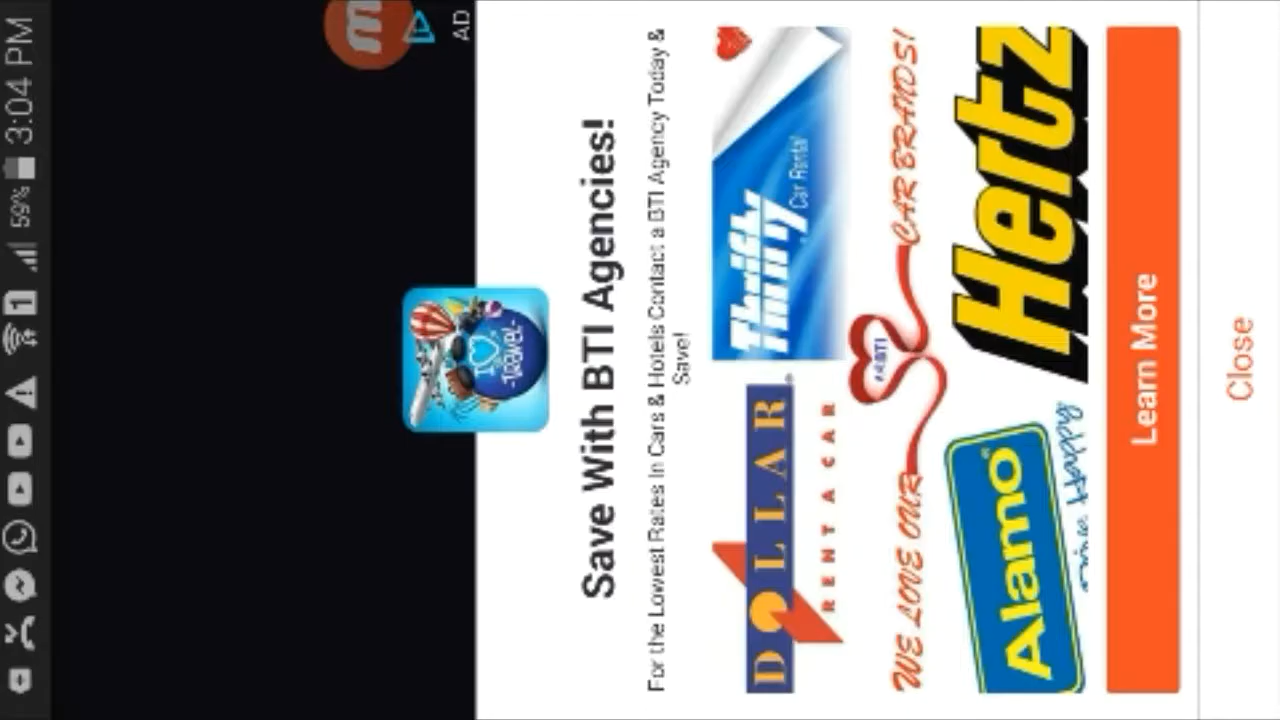 59% 3:04 PM
1
AD
I
TRAVEL
Save With BTI Agencies!
For the Lowest Rates In Cars & Hotels Contact a BTI Agency Today &
Save!
DOLLAR®
RENT A CAR
Thrifty
Car Rental
WE LOVE OUR CAR BRANDS!
BTI
Alamo®
Happy
Hertz
Learn More
Close